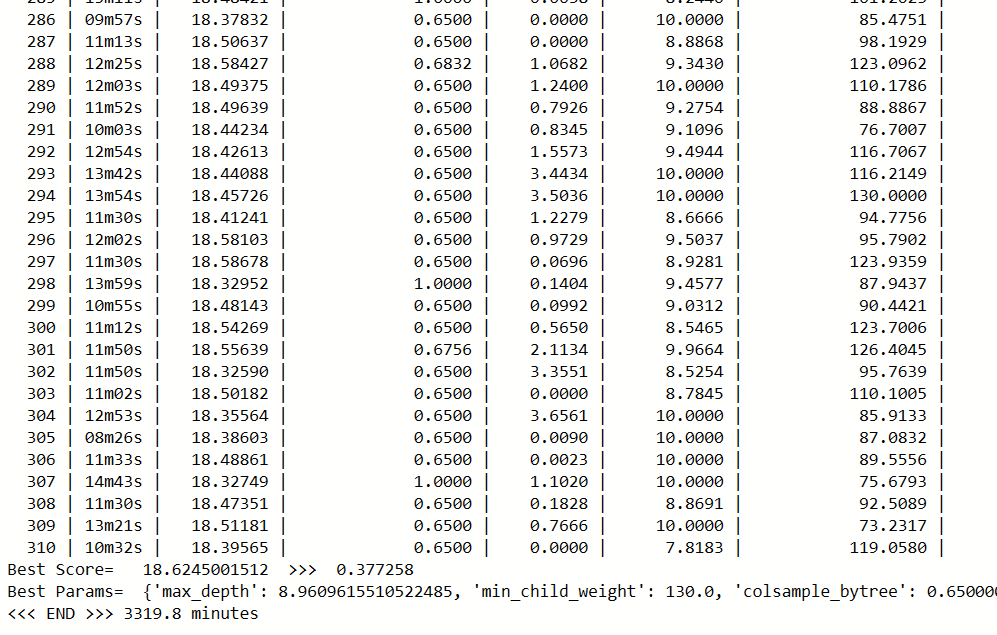 286 | 09m57s | 18.37832 | 0.6500 | 0.0000 | 10.0000 | 85.4751 |
287 | 11m13s | 18.50637 | 0.6500 | 0.0000 | 8.8868 | 98.1929 |
288 | 12m25s | 18.58427 | 0.6832 | 1.0682 | 9.3430 | 123.0962 |
289 | 12m03s | 18.49375 | 0.6500 | 1.2400 | 10.0000 | 110.1786 |
290 | 11m52s | 18.49639 | 0.6500 | 0.7926 | 9.2754 | 88.8867 |
291 | 10m03s | 18.44234 | 0.6500 | 0.8345 | 9.1096 | 76.7007 |
292 | 12m54s | 18.42613 | 0.6500 | 1.5573 | 9.4944 | 116.7067 |
293 | 13m42s | 18.44088 | 0.6500 | 3.4434 | 10.0000 | 116.2149 |
294 | 13m54s | 18.45726 | 0.6500 | 3.5036 | 10.0000 | 130.0000 |
295 | 11m30s | 18.41241 | 0.6500 | 1.2279 | 8.6666 | 94.7756 |
296 | 12m02s | 18.58103 | 0.6500 | 0.9729 | 9.5037 | 95.7902 |
297 | 11m30s | 18.58678 | 0.6500 | 0.0696 | 8.9281 | 123.9359 |
298 | 13m59s | 18.32952 | 1.0000 | 0.1404 | 9.4577 | 87.9437 |
299 | 10m55s | 18.48143 | 0.6500 | 0.0992 | 9.0312 | 90.4421 |
300 | 11m12s | 18.54269 | 0.6500 | 0.5650 | 8.5465 | 123.7006 |
301 | 11m50s | 18.55639 | 0.6756 | 2.1134 | 9.9664 | 126.4045 |
302 | 11m50s | 18.32590 | 0.6500 | 3.3551 | 8.5254 | 95.7639 |
303 | 11m02s | 18.50182 | 0.6500 | 0.0000 | 8.7845 | 110.1005 |
304 | 12m53s | 18.35564 | 0.6500 | 3.6561 | 10.0000 | 85.9133 |
305 | 08m26s | 18.38603 | 0.6500 | 0.0090 | 10.0000 | 87.0832 |
306 | 11m33s | 18.48861 | 0.6500 | 0.0023 | 10.0000 | 89.5556 |
307 | 14m43s | 18.32749 | 1.0000 | 1.1020 | 10.0000 | 75.6793 |
308 | 11m30s | 18.47351 | 0.6500 | 0.1828 | 8.8691 | 92.5089 |
309 | 13m21s | 18.51181 | 0.6500 | 0.7666 | 10.0000 | 73.2317 |
310 | 10m32s | 18.39565 | 0.6500 | 0.0000 | 7.8183 | 119.0580 |
Best Score= 18.6245001512 >>> 0.377258
Best Params= {'max_depth': 8.9609615510522485, 'min_child_weight': 130.0, 'colsample_bytree': 0.65000
<<< END >>> 3319.8 minutes